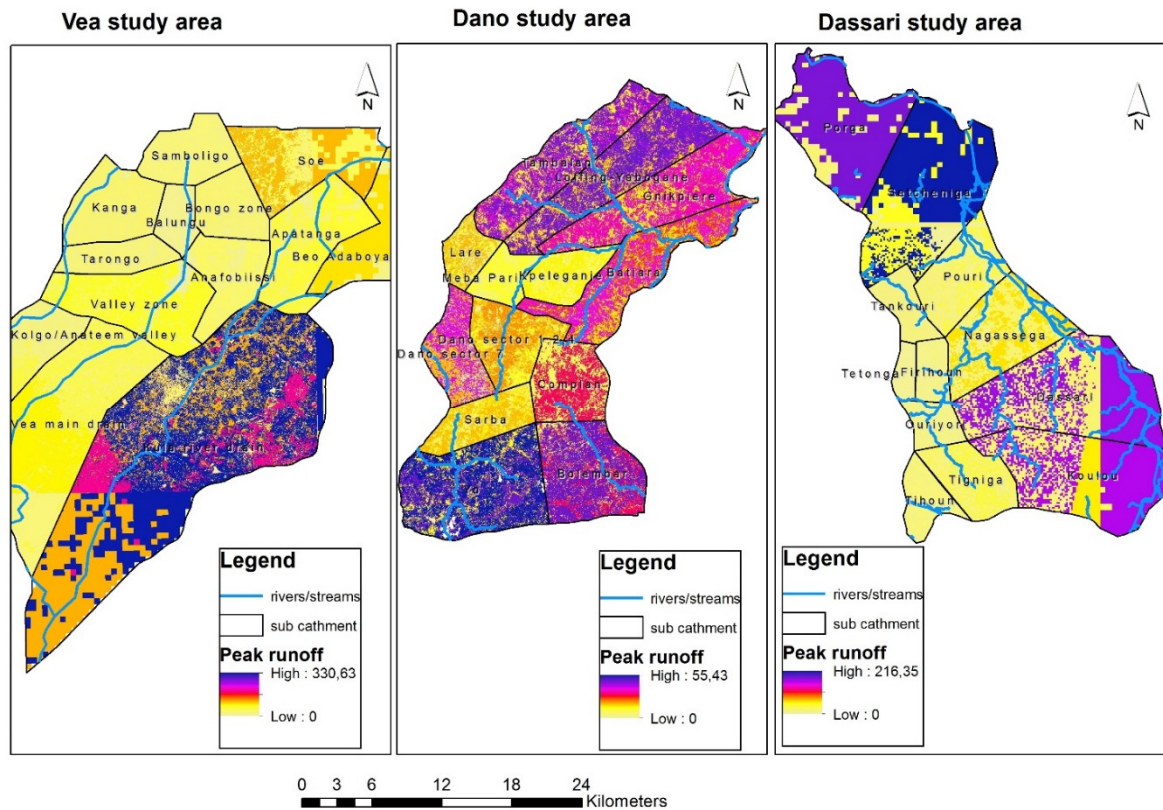 Vea study area
Dano study area
Dassari study area
N
Samboligo
Soe
Kanga
Bongo zone
Balungu
Apatanga
Tarongo
Beo Adaboya
Anafobiissi
Valley zone
Kolgo/Anateem valley
Vea main drain
river drain
Legend
rivers/streams
sub cathment
Peak runoff
High : 330,63
Low : 0
N
Tambalan
Loffing-Yabogane
Gnikpiere
Lare
Meba Pari
Kpelegania
Batiara
Dano sector 1,2,4
Dano sector 7
Complan
Sarba
Bolembar
Legend
rivers/streams
sub cathment
Peak runoff
High : 55,43
Low : 0
N
Porga
Setcheniga
Pouri
Tankouri
Nagassega
Tetonga
Firihoun
Dassari
Ouriyori
Koulou
Tigniga
Tihoun
Legend
rivers/streams
sub cathment
Peak runoff
High : 216,35
Low : 0
0 3 6 12 18 24
Kilometers